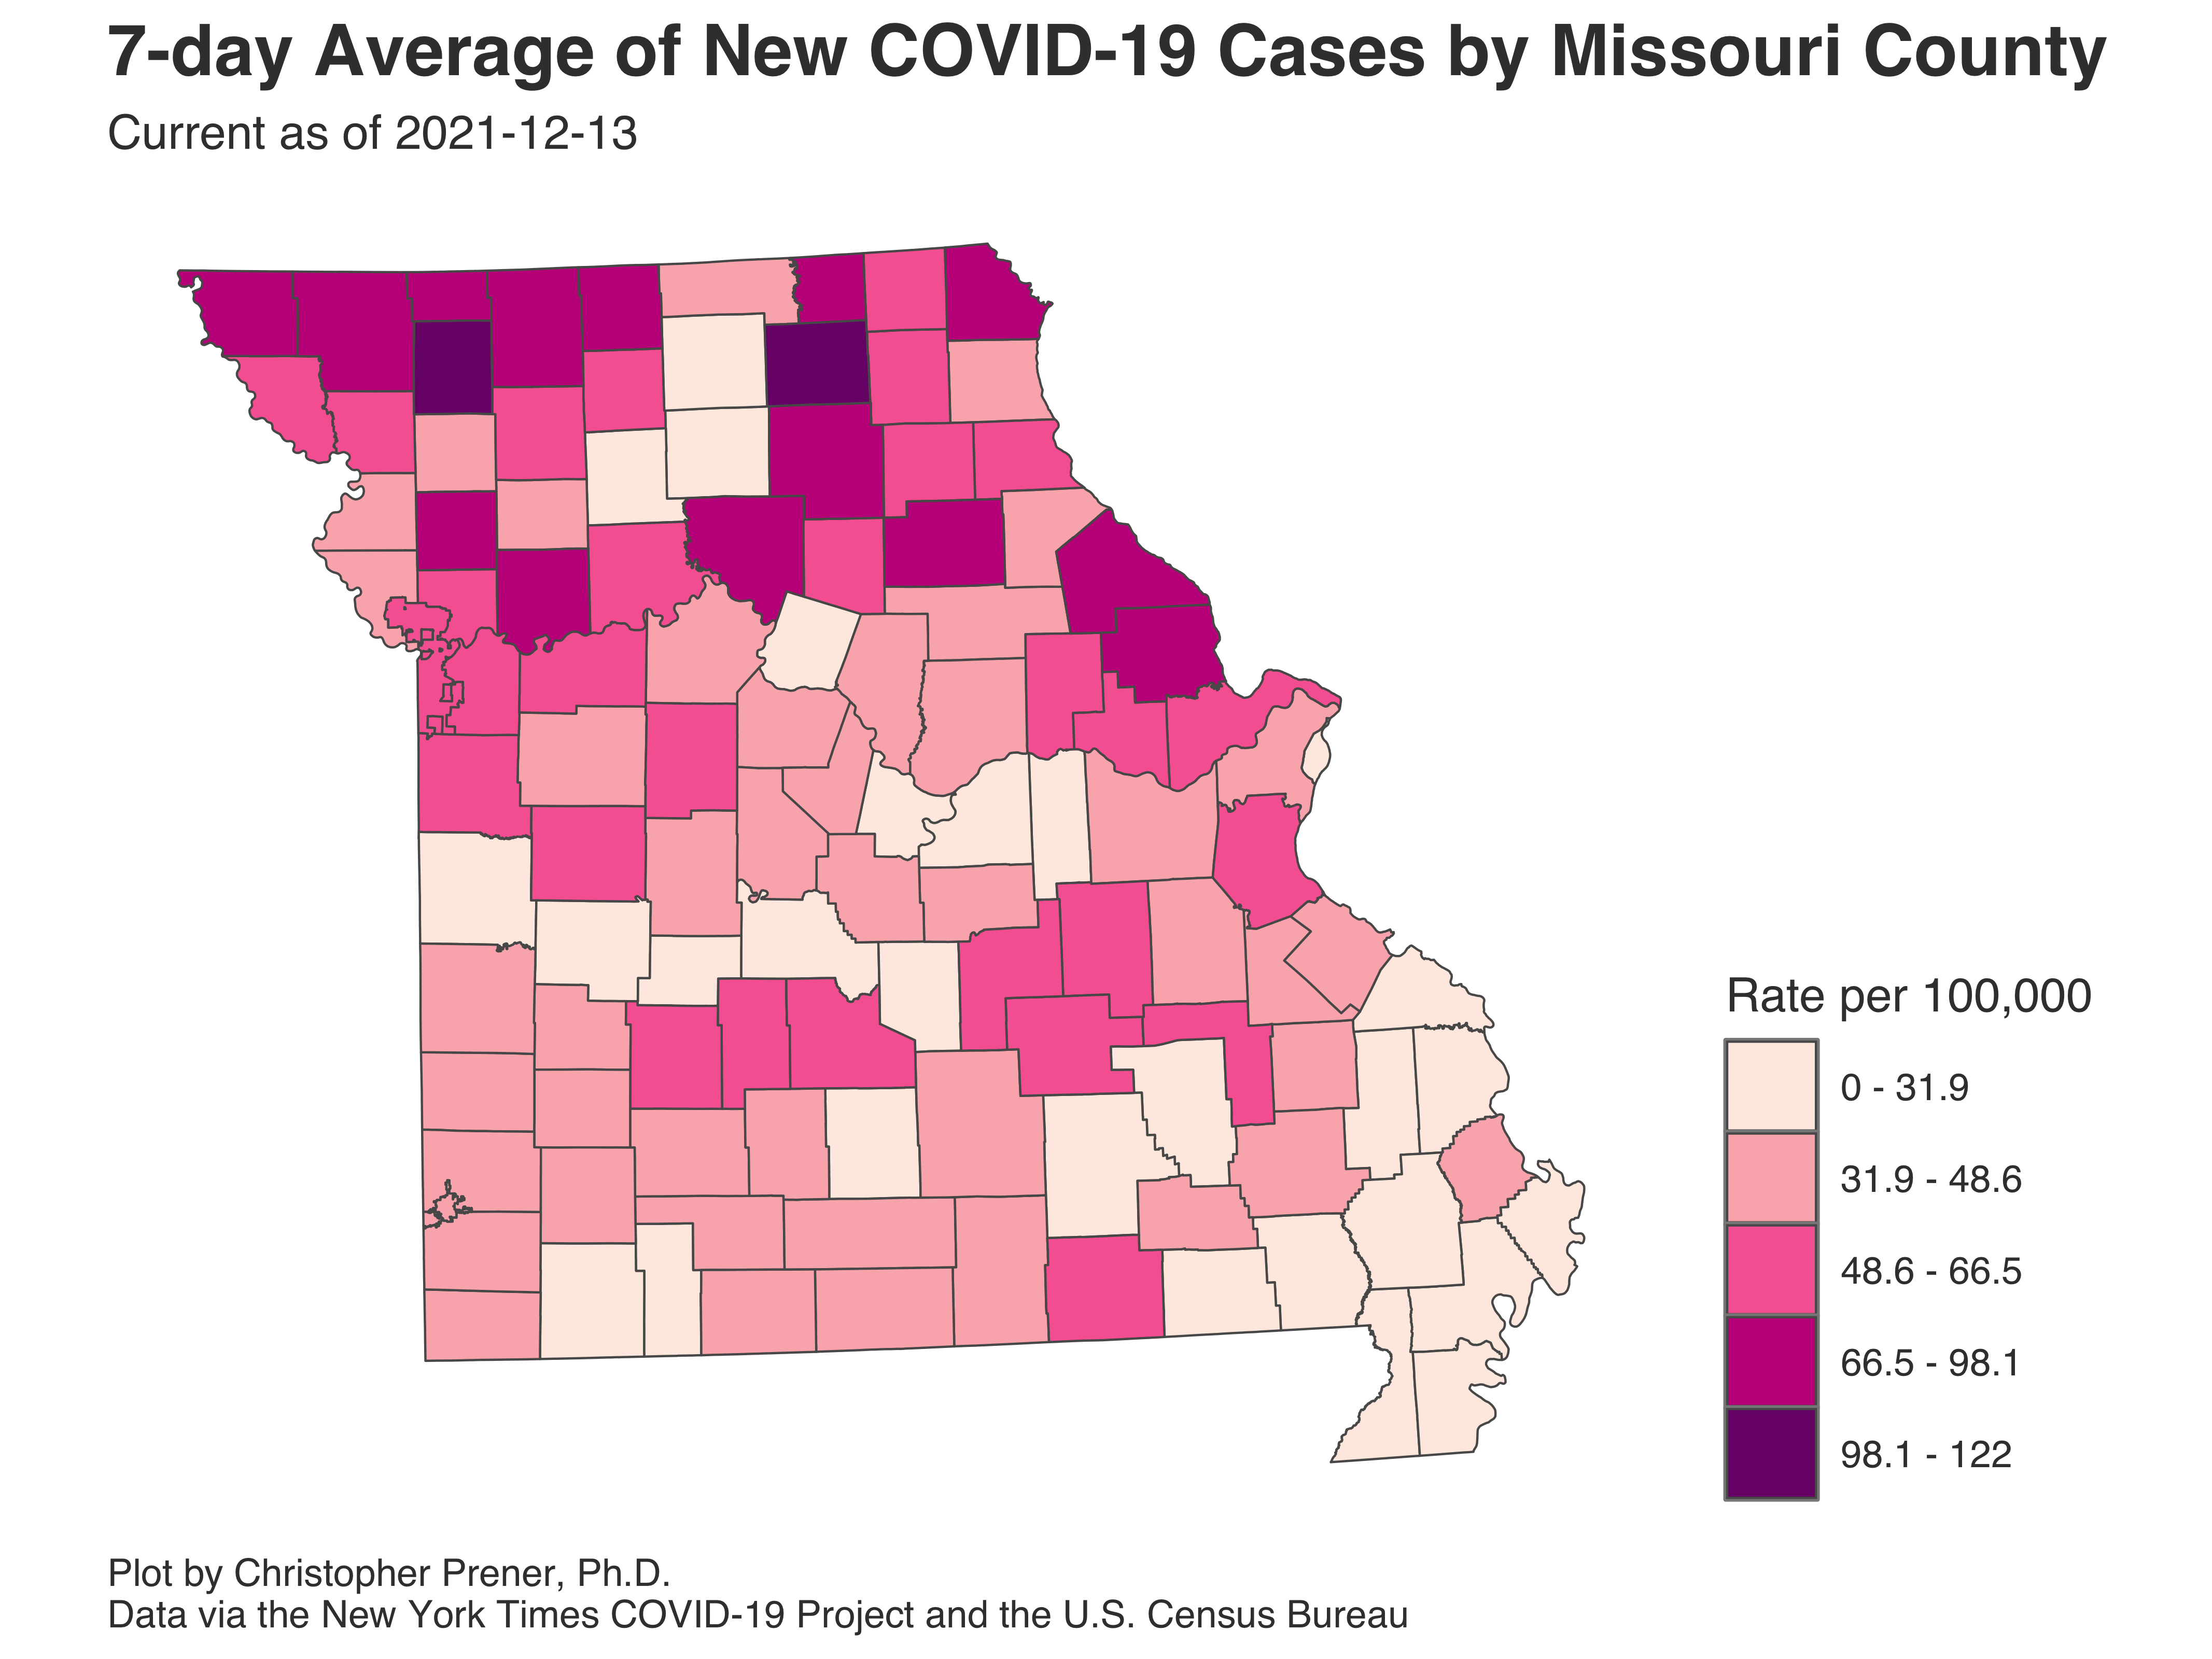 7-day Average of New COVID-19 Cases by Missouri County
Current as of 2021-12-13
Rate per 100,000
0 - 31.9
31.9 - 48.6
48.6 - 66.5
66.5 - 98.1
98.1 - 122
Plot by Christopher Prener, Ph.D.
Data via the New York Times COVID-19 Project and the U.S. Census Bureau